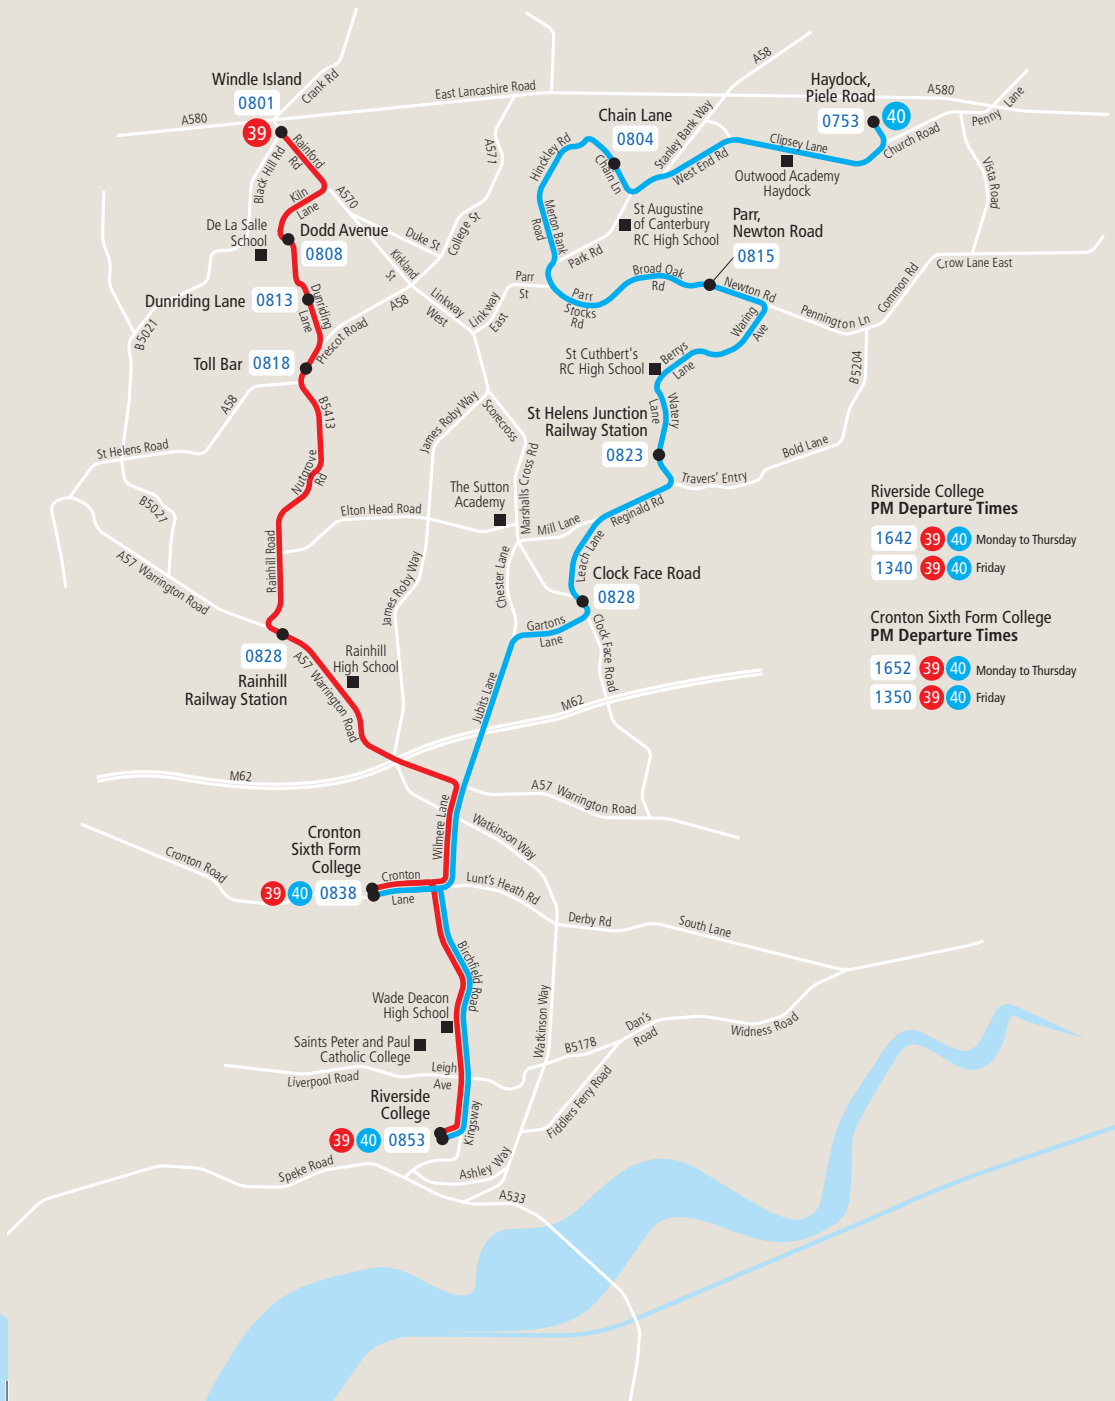 Windle Island
0801
39
Crank Rd
East Lancashire Road
A580
A58
Haydock,
Piele Road
0753
40
A580
Penny Lane
Church Road
Chain Lane
0804
Stanley Bank Way
Clipsey Lane
West End Rd
Outwood Academy
Haydock
Hinckley Rd
Chain Ln
A571
Rainford
Rd
Black Hill Rd
Kiln
Lane
A570
De La Salle
School
Dodd Avenue
0808
Duke St
College St
Kirkland
St
Merton Bank
Road
St Augustine
of Canterbury
RC High School
Park Rd
Parr,
Newton Road
0815
Vista Road
Crow Lane East
Common Rd
Pennington Ln
Newton Rd
Broad Oak
Rd
Parr
St
Parr
Stocks
Rd
Dunriding Lane
0813
Dunriding
Lane
A58
Linkway
West
Linkway
East
Prescot Road
B5021
Toll Bar
0818
Waring
Ave
Berrys
Lane
St Cuthbert's
RC High School
B5204
A58
B5413
James Roby Way
Scorecross
Watery
Lane
St Helens Junction
Railway Station
0823
St Helens Road
Nutgrove
Rd
Marshalls Cross Rd
Bold Lane
Travers' Entry
The Sutton
Academy
B5027
Elton Head Road
Mill Lane
Reginald Rd
Riverside College
PM Departure Times
1642 39 40 Monday to Thursday
1340 39 40 Friday
Cronton Sixth Form College
PM Departure Times
1652 39 40 Monday to Thursday
1350 39 40 Friday
Rainhill Road
A57 Warrington Road
James Roby Way
Chester Lane
Leach Lane
Clock Face Road
0828
Gartons
Lane
Clock Face Road
0828
Rainhill
Railway Station
A57 Warrington Road
Rainhill
High School
Jubits Lane
M62
M62
A57 Warrington Road
Wilmere Lane
Watkinson Way
Cronton
Sixth Form
College
39 40 0838
Cronton Road
Cronton
Lane
Lunt's Heath Rd
Derby Rd
South Lane
Birchfield Road
Wade Deacon
High School
Saints Peter and Paul
Catholic College
Watkinson Way
Dan's
Road
Widness Road
B5178
Liverpool Road
Leigh
Ave
Fiddlers Ferry Road
Riverside
College
39 40 0853
Kingsway
Speke Road
Ashley Way
A533